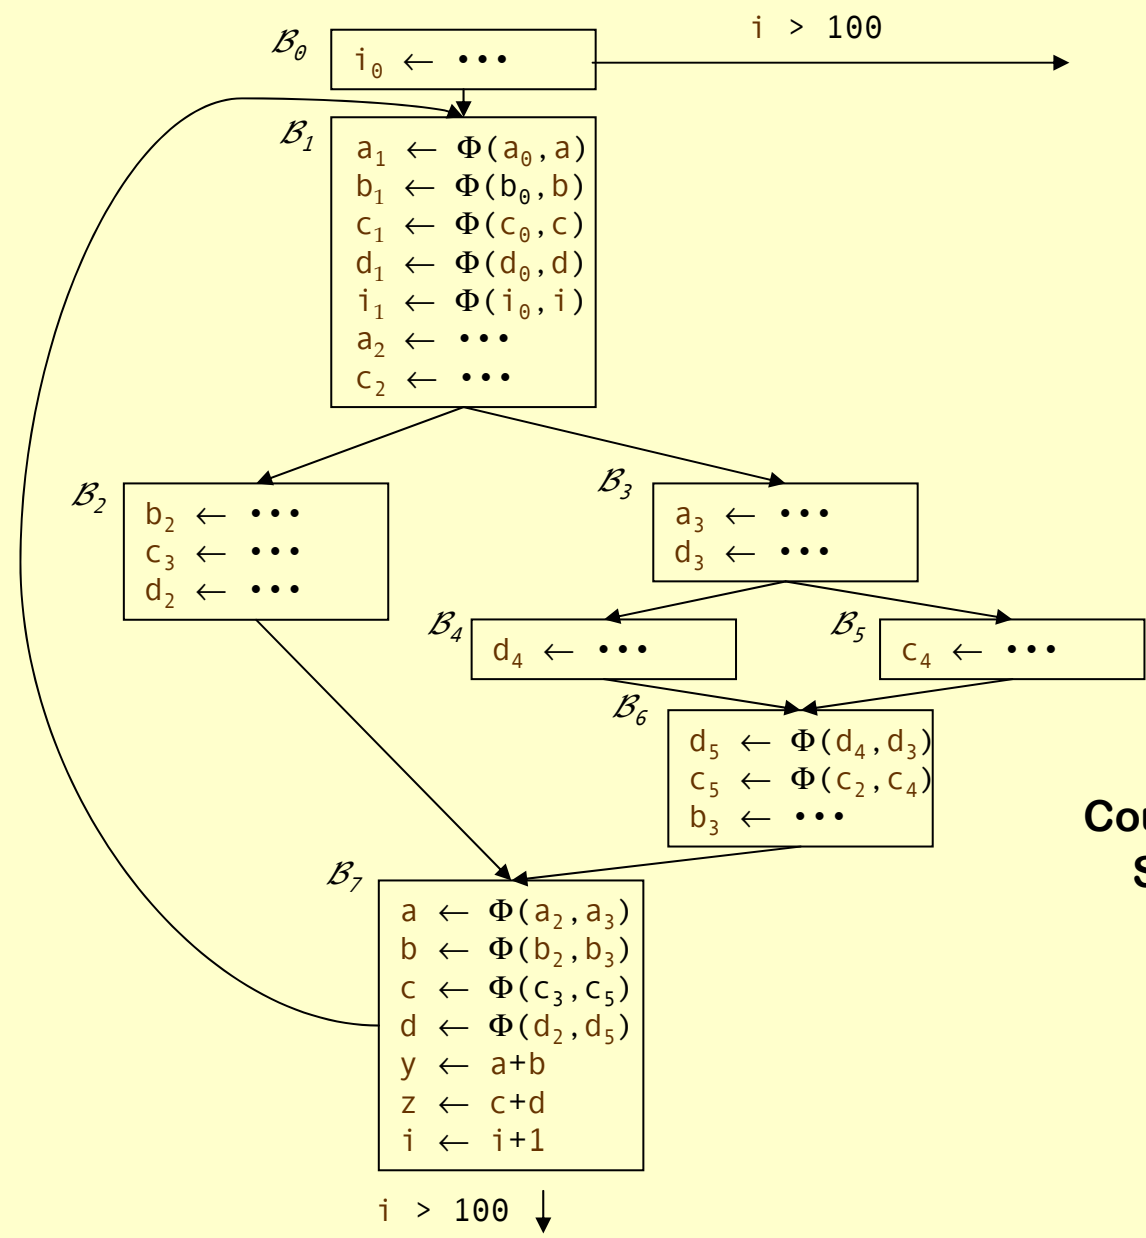 i > 100
ℬ₀
i₀ ← •••
ℬ₁
a₁ ← Φ(a₀,a)
b₁ ← Φ(b₀,b)
c₁ ← Φ(c₀,c)
d₁ ← Φ(d₀,d)
i₁ ← Φ(i₀,i)
a₂ ← •••
c₂ ← •••
ℬ₂
b₂ ← •••
c₃ ← •••
d₂ ← •••
ℬ₃
a₃ ← •••
d₃ ← •••
ℬ₄
d₄ ← •••
ℬ₅
c₄ ← •••
ℬ₆
d₅ ← Φ(d₄,d₃)
c₅ ← Φ(c₂,c₄)
b₃ ← •••
Cou
S
ℬ₇
a ← Φ(a₂,a₃)
b ← Φ(b₂,b₃)
c ← Φ(c₃,c₅)
d ← Φ(d₂,d₅)
y ← a+b
z ← c+d
i ← i+1
i > 100